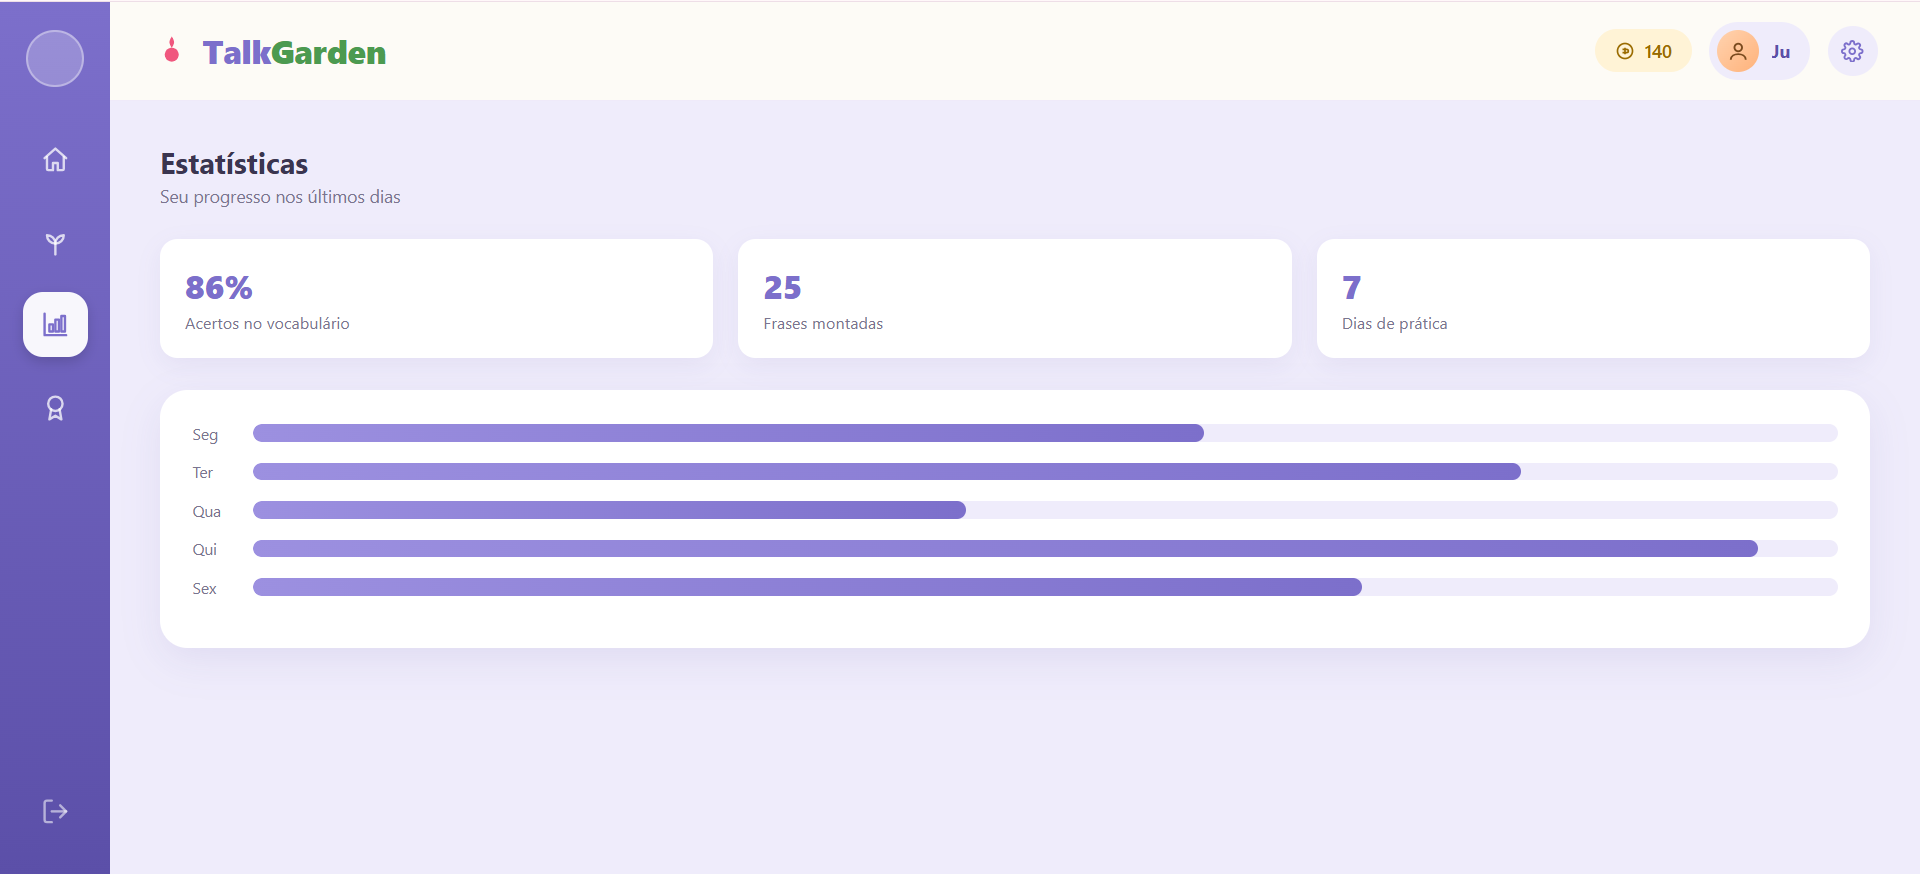 TalkGarden
140
Ju
Estatísticas
Seu progresso nos últimos dias
86%
Acertos no vocabulário
25
Frases montadas
7
Dias de prática
Seg
Ter
Qua
Qui
Sex